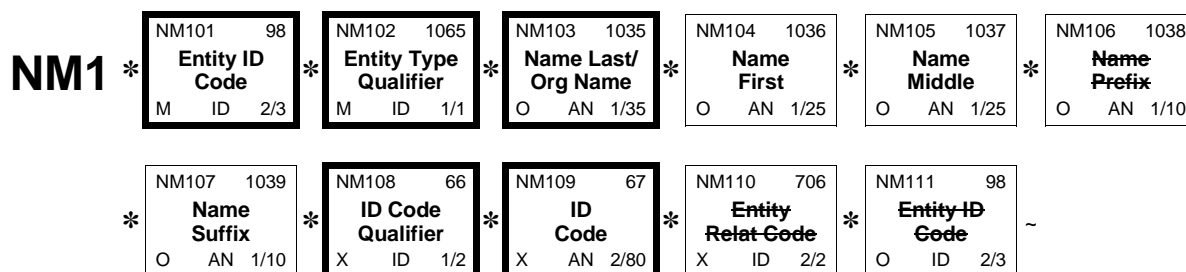 NM101 98 NM102 1065 NM103 1035 NM104 1036 NM105 1037 NM106 1038
NM1 * Entity ID * Entity Type * Name Last/ * Name * Name * Name
Code Qualifier Org Name First Middle Prefix
M ID 2/3 M ID 1/1 O AN 1/35 O AN 1/25 O AN 1/25 O AN 1/10
NM107 1039 NM108 66 NM109 67 NM110 706 NM111 98
* Name * ID Code * ID * Entity * Entity ID ~
Suffix Qualifier Code Relat Code Code
O AN 1/10 X ID 1/2 X AN 2/80 X ID 2/2 O ID 2/3